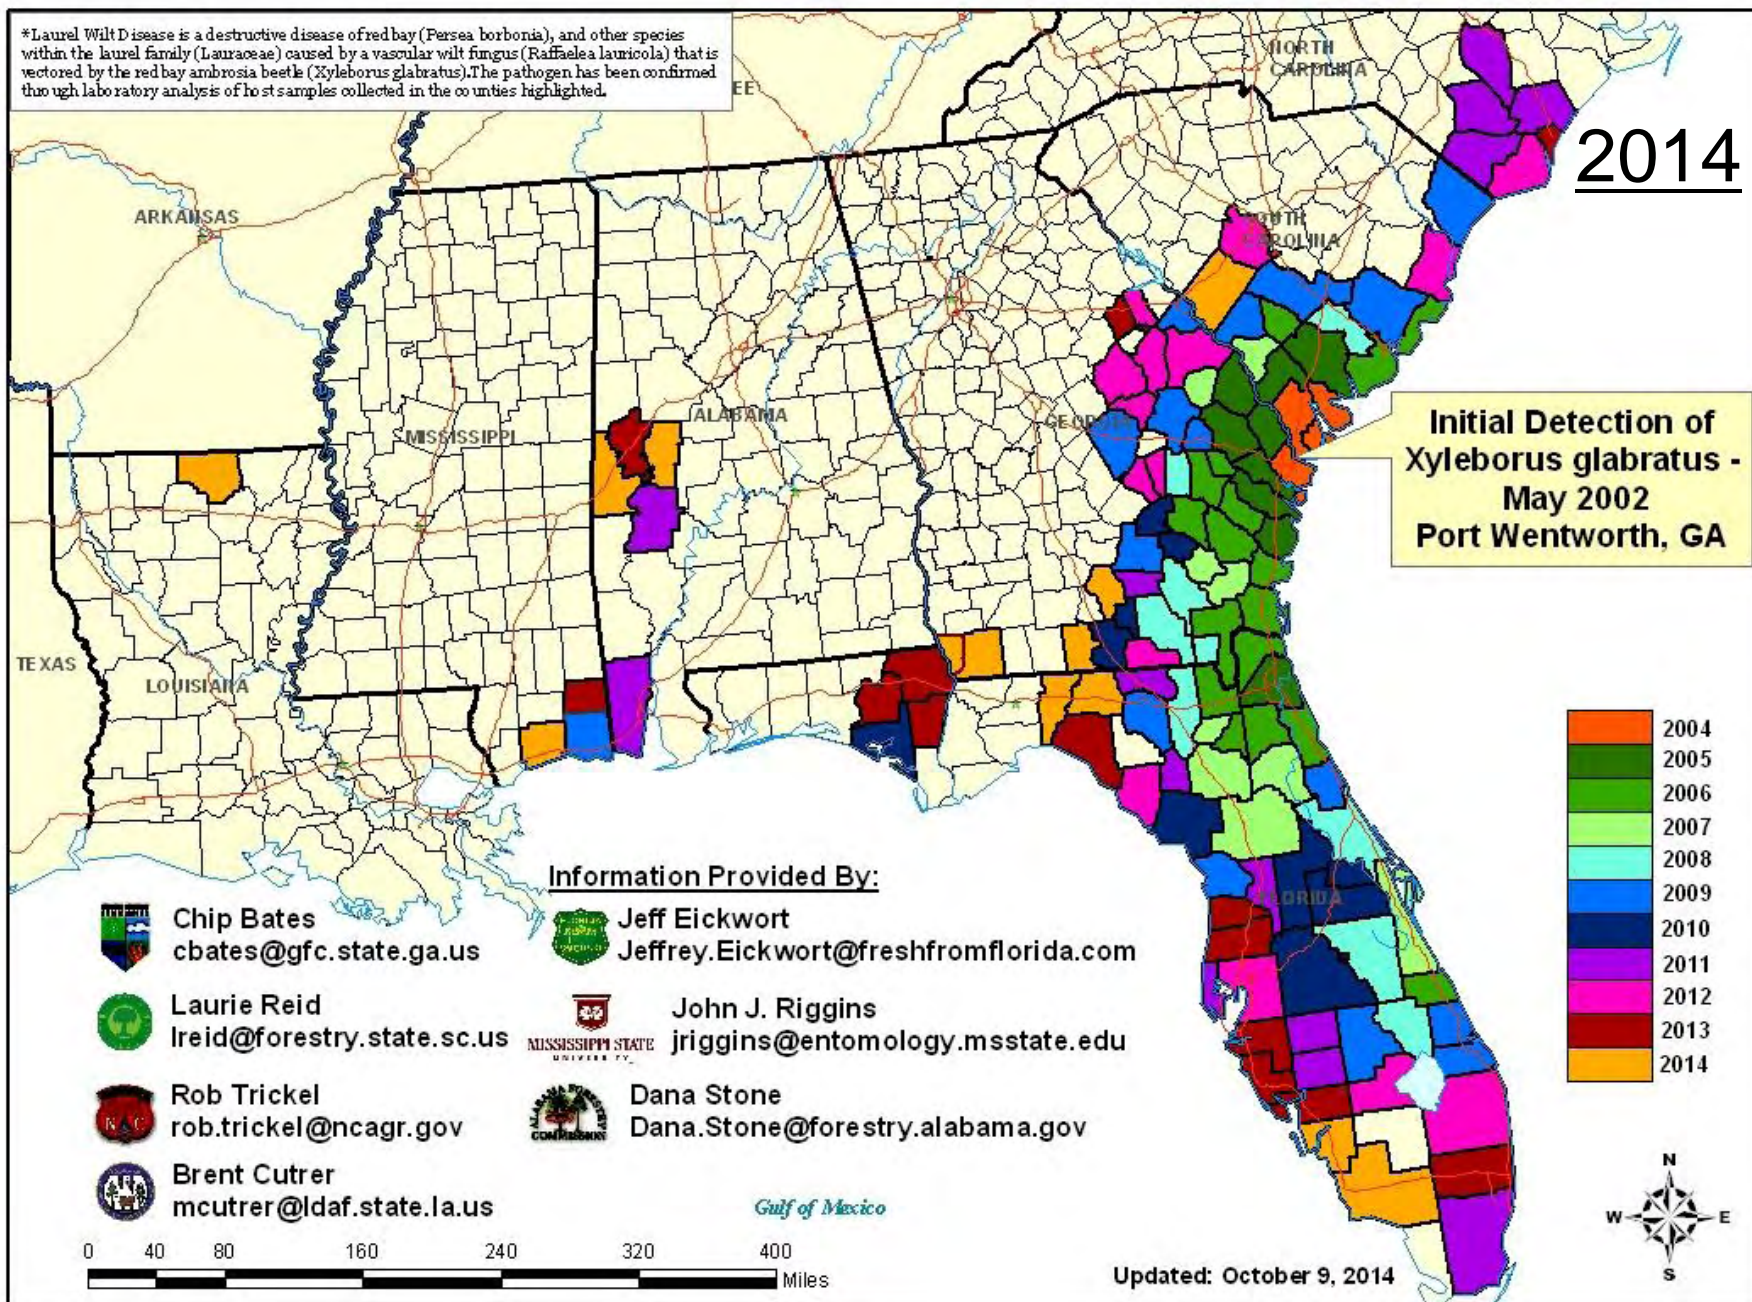 *Laurel Wilt Disease is a destructive disease of redbay (Persea borbonia), and other species
within the laurel family (Lauraceae) caused by a vascular wilt fungus (Raffaelea lauricola) that is
vectored by the redbay ambrosia beetle (Xyleborus glabratus).The pathogen has been confirmed
through laboratory analysis of host samples collected in the counties highlighted.
EE
NORTH
CAROLINA
2014
ARKANSAS
SOUTH
CAROLINA
MISSISSIPPI
ALABAMA
GEORGIA
Initial Detection of
Xyleborus glabratus -
May 2002
Port Wentworth, GA
TEXAS
LOUISIANA
FLORIDA
2004
2005
2006
2007
2008
2009
2010
2011
2012
2013
2014
Information Provided By:
Chip Bates
cbates@gfc.state.ga.us
Jeff Eickwort
Jeffrey.Eickwort@freshfromflorida.com
Laurie Reid
lreid@forestry.state.sc.us
MISSISSIPPI STATE
UNIVERSITY
John J. Riggins
jriggins@entomology.msstate.edu
NC
Rob Trickel
rob.trickel@ncagr.gov
ALABAMA FORESTRY
COMMISSION
Dana Stone
Dana.Stone@forestry.alabama.gov
Brent Cutrer
mcutrer@ldaf.state.la.us
Gulf of Mexico
0 40 80 160 240 320 400
Miles
Updated: October 9, 2014
N
W E
S